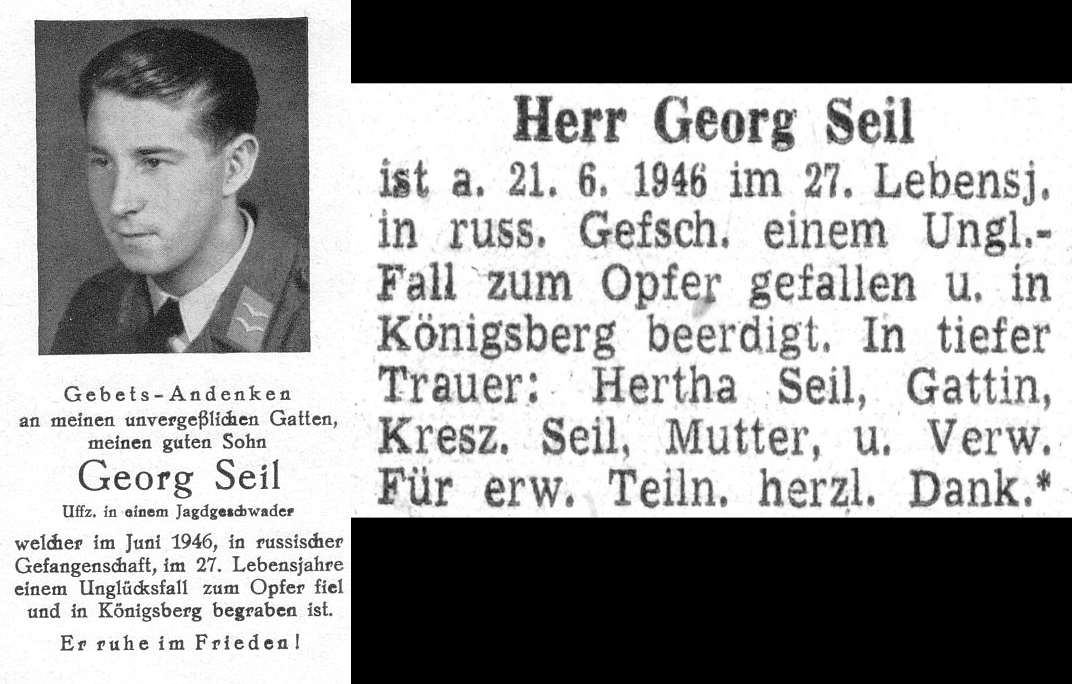 Gebets-Andenken
an meinen unvergeßlichen Gatten,
meinen guten Sohn
Georg Seil
Uffz. in einem Jagdgeschwader
welcher im Juni 1946, in russischer
Gefangenschaft, im 27. Lebensjahre
einem Unglücksfall zum Opfer fiel
und in Königsberg begraben ist.
Er ruhe im Frieden!
Herr Georg Seil
ist a. 21. 6. 1946 im 27. Lebensj.
in russ. Gefsch. einem Ungl.-
Fall zum Opfer gefallen u. in
Königsberg beerdigt. In tiefer
Trauer: Hertha Seil, Gattin,
Kresz. Seil, Mutter, u. Verw.
Für erw. Teiln. herzl. Dank.*